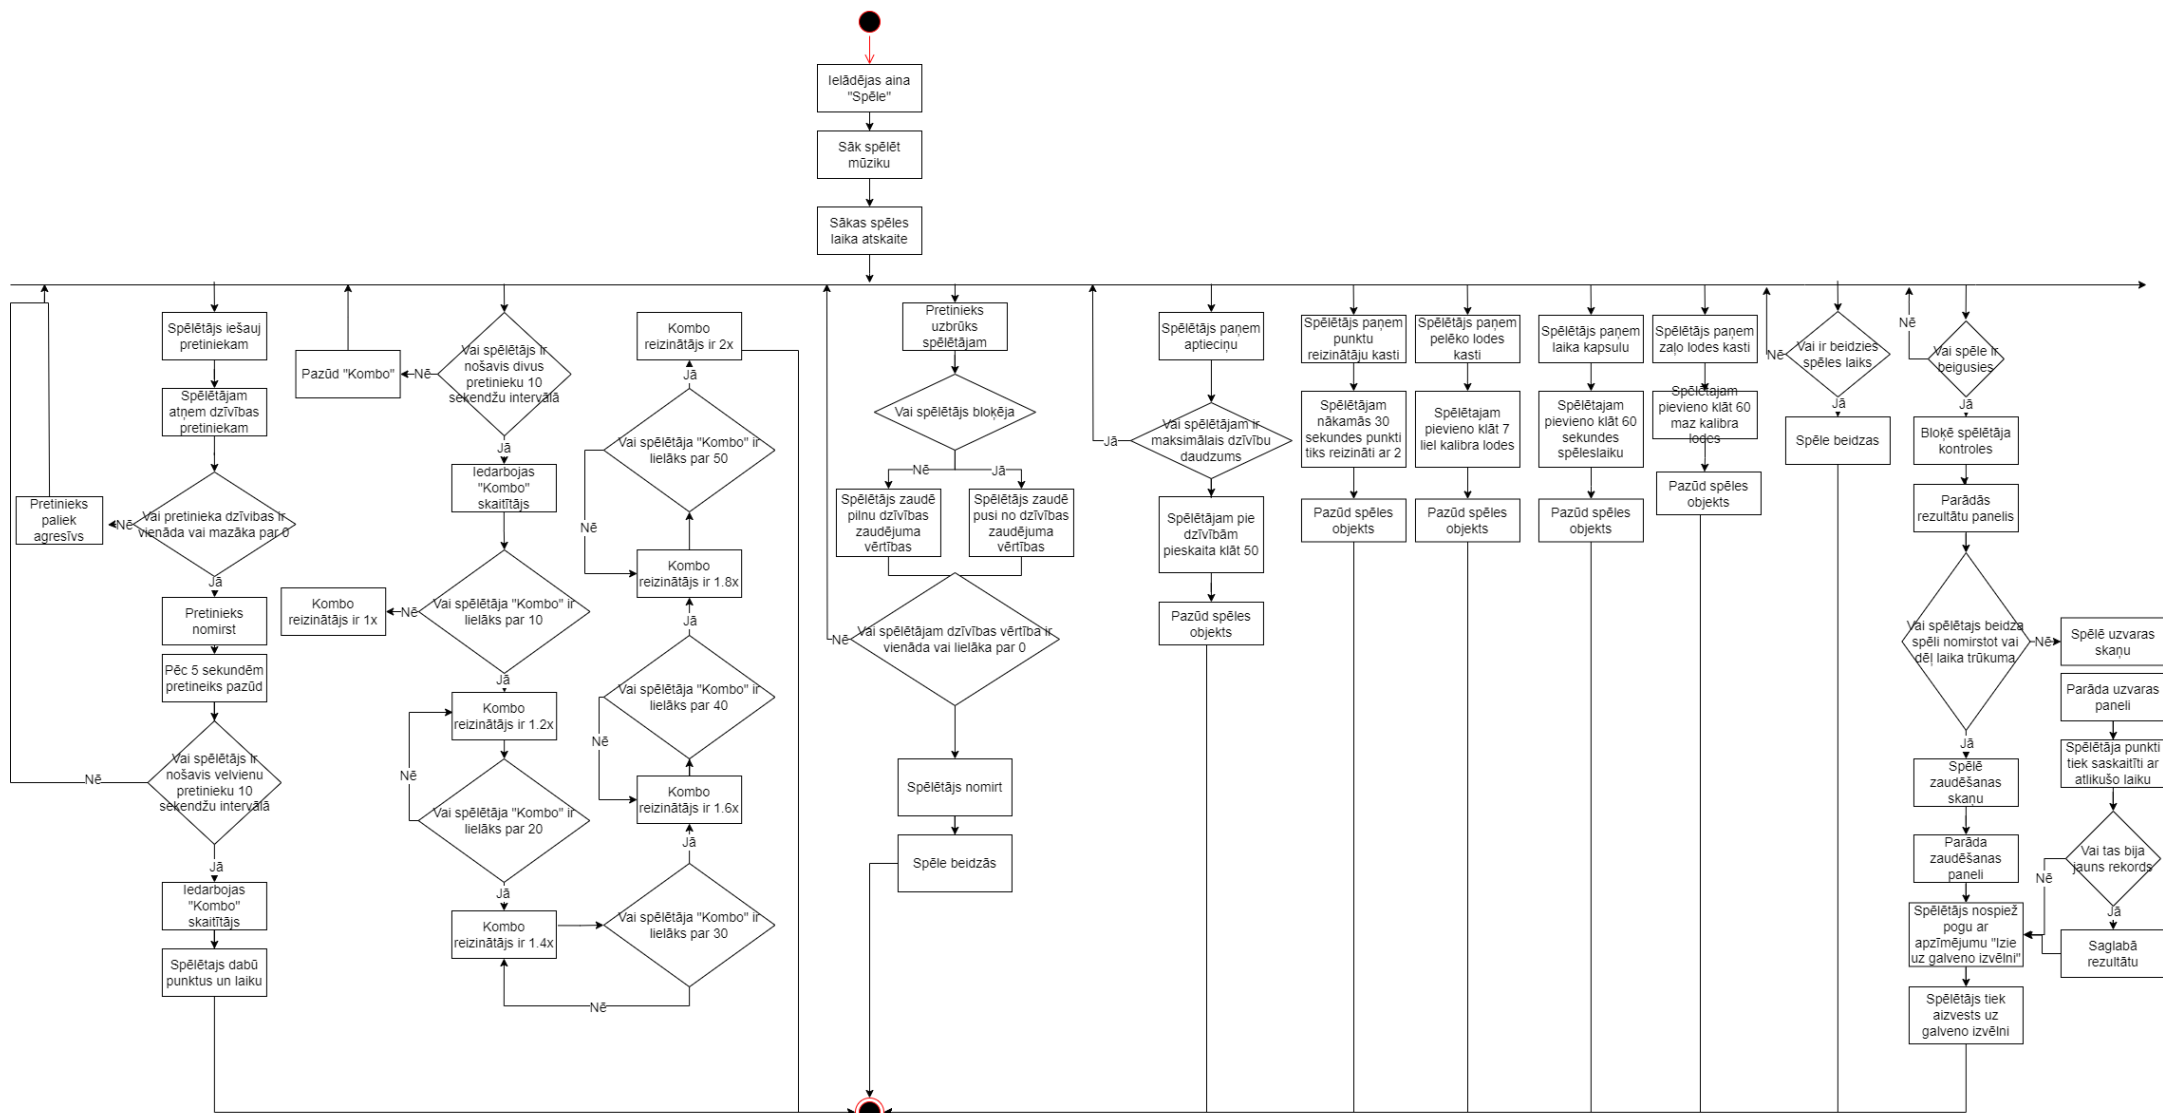 Ielādējas aina
"Spēle"
Sāk spēlēt
mūziku
Sākas spēles
laika atskaite
Spēlētājs iešauj
pretiniekam
Spēlētājam
atņem dzīvības
pretiniekam
Vai pretinieka dzīvibas ir
vienāda vai mazāka par 0
Nē
Pretinieks
paliek
agresīvs
Jā
Pretinieks
nomirst
Pēc 5 sekundēm
pretineiks pazūd
Vai spēlētājs ir
nošavis velvienu
pretinieku 10
sekendžu intervālā
Nē
Jā
Iedarbojas
"Kombo"
skaitītājs
Spēlētajs dabū
punktus un laiku
Vai spēlētājs ir
nošavis divus
pretinieku 10
sekendžu intervālā
Nē
Pazūd "Kombo"
Jā
Iedarbojas
"Kombo"
skaitītājs
Vai spēlētāja "Kombo" ir
lielāks par 10
Nē
Kombo
reizinātājs ir 1x
Jā
Kombo
reizinātājs ir 1.2x
Nē
Vai spēlētāja "Kombo" ir
lielāks par 20
Jā
Kombo
reizinātājs ir 1.4x
Nē
Vai spēlētāja "Kombo" ir
lielāks par 30
Jā
Kombo
reizinātājs ir 1.6x
Nē
Vai spēlētāja "Kombo" ir
lielāks par 40
Jā
Kombo
reizinātājs ir 1.8x
Nē
Vai spēlētāja "Kombo" ir
lielāks par 50
Jā
Kombo
reizinātājs ir 2x
Pretinieks
uzbrūks
spēlētājam
Vai spēlētājs bloķēja
Nē
Jā
Spēlētājs zaudē
pilnu dzīvības
zaudējuma
vērtības
Spēlētājs zaudē
pusi no dzīvības
zaudējuma
vērtības
Vai spēlētājam dzīvības vērtība ir
vienāda vai lielāka par 0
Nē
Spēlētājs nomirt
Spēle beidzās
Spēlētājs paņem
aptieciņu
Vai spēlētājam ir
maksimālais dzīvību
daudzums
Jā
Spēlētājam pie
dzīvībām
pieskaita klāt 50
Pazūd spēles
objekts
Spēlētājs paņem
punktu
reizinātāju kasti
Spēlētājam
nākamās 30
sekundes punkti
tiks reizināti ar 2
Pazūd spēles
objekts
Spēlētājs paņem
pelēko lodes
kasti
Spēlētajam
pievieno klāt 7
liel kalibra lodes
Pazūd spēles
objekts
Spēlētājs paņem
laika kapsulu
Spēlētajam
pievieno klāt 60
sekundes
spēleslaiku
Pazūd spēles
objekts
Spēlētājs paņem
zaļo lodes kasti
Spēlētajam
pievieno klāt 60
maz kalibra
lodes
Pazūd spēles
objekts
Vai ir beidzies
spēles laiks
Nē
Jā
Spēle beidzas
Nē
Vai spēle ir
beigusies
Jā
Bloķē spēlētāja
kontroles
Parādās
rezultātu panelis
Vai spēlētājs beidza
spēli nomirstot vai
dēļ laika trūkuma
Nē
Spēlē uzvaras
skaņu
Parāda uzvaras
paneli
Spēlētāja punkti
tiek saskaitīti ar
atlikušo laiku
Vai tas bija
jauns rekords
Nē
Jā
Saglabā
rezultātu
Jā
Spēlē
zaudēšanas
skaņu
Parāda
zaudēšanas
paneli
Spēlētājs nospiež
pogu ar
apzīmējumu "Izie
uz galveno izvēlni"
Spēlētājs tiek
aizvests uz
galveno izvēlni